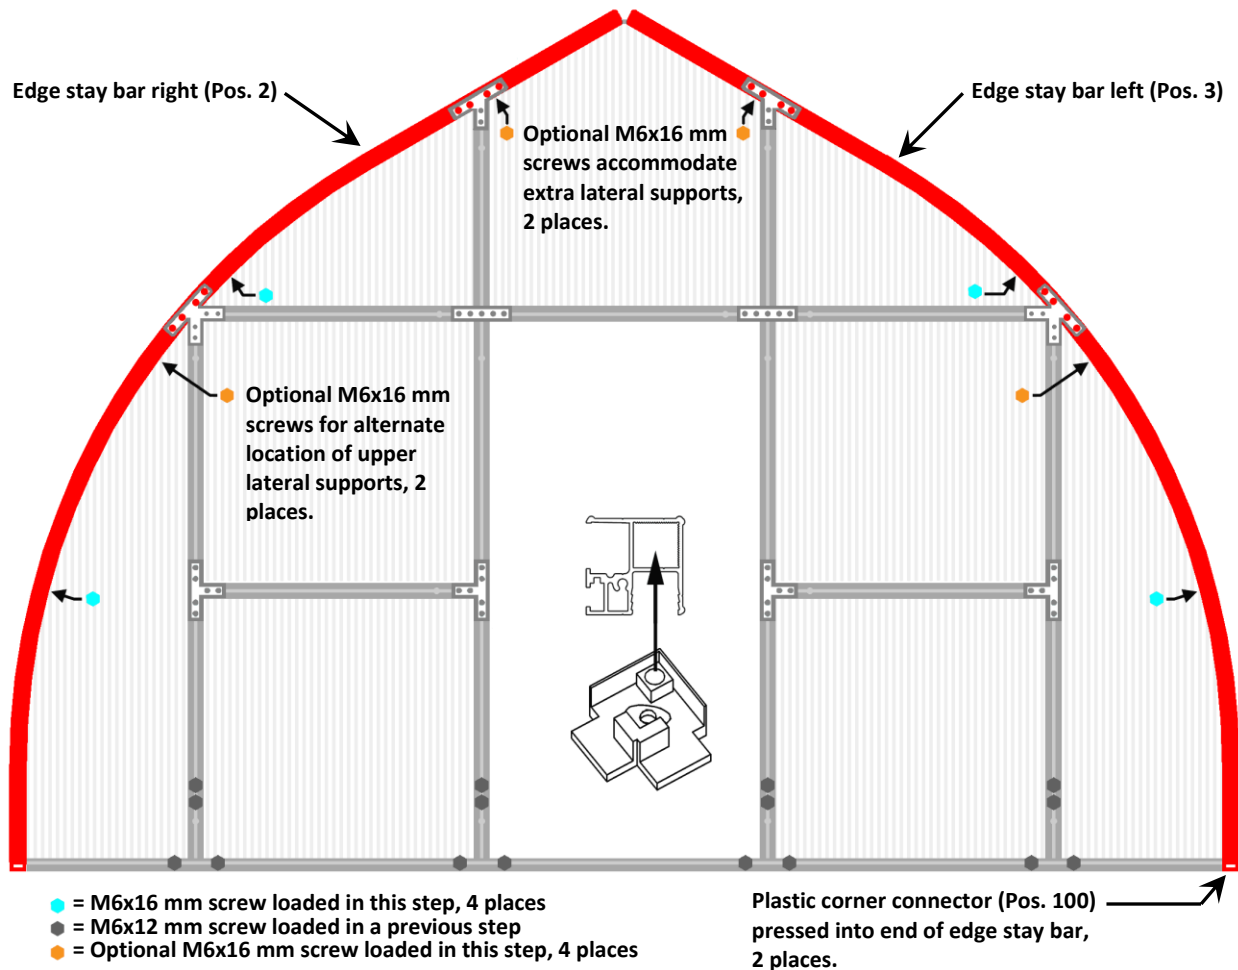 Edge stay bar right (Pos. 2)
Edge stay bar left (Pos. 3)
Optional M6x16 mm
screws accommodate
extra lateral supports,
2 places.
Optional M6x16 mm
screws for alternate
location of upper
lateral supports, 2
places.
= M6x16 mm screw loaded in this step, 4 places
= M6x12 mm screw loaded in a previous step
= Optional M6x16 mm screw loaded in this step, 4 places
Plastic corner connector (Pos. 100)
pressed into end of edge stay bar,
2 places.